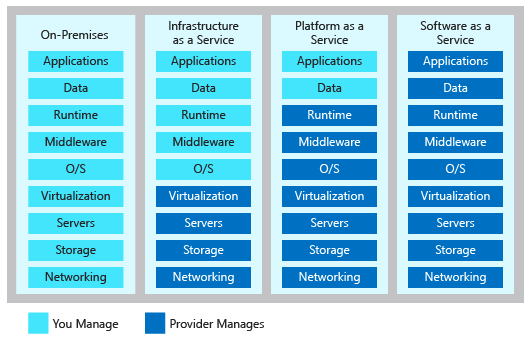 On-Premises
Applications
Data
Runtime
Middleware
O/S
Virtualization
Servers
Storage
Networking
Infrastructure
as a Service
Applications
Data
Runtime
Middleware
O/S
Virtualization
Servers
Storage
Networking
Platform as a
Service
Applications
Data
Runtime
Middleware
O/S
Virtualization
Servers
Storage
Networking
Software as a
Service
Applications
Data
Runtime
Middleware
O/S
Virtualization
Servers
Storage
Networking
You Manage
Provider Manages